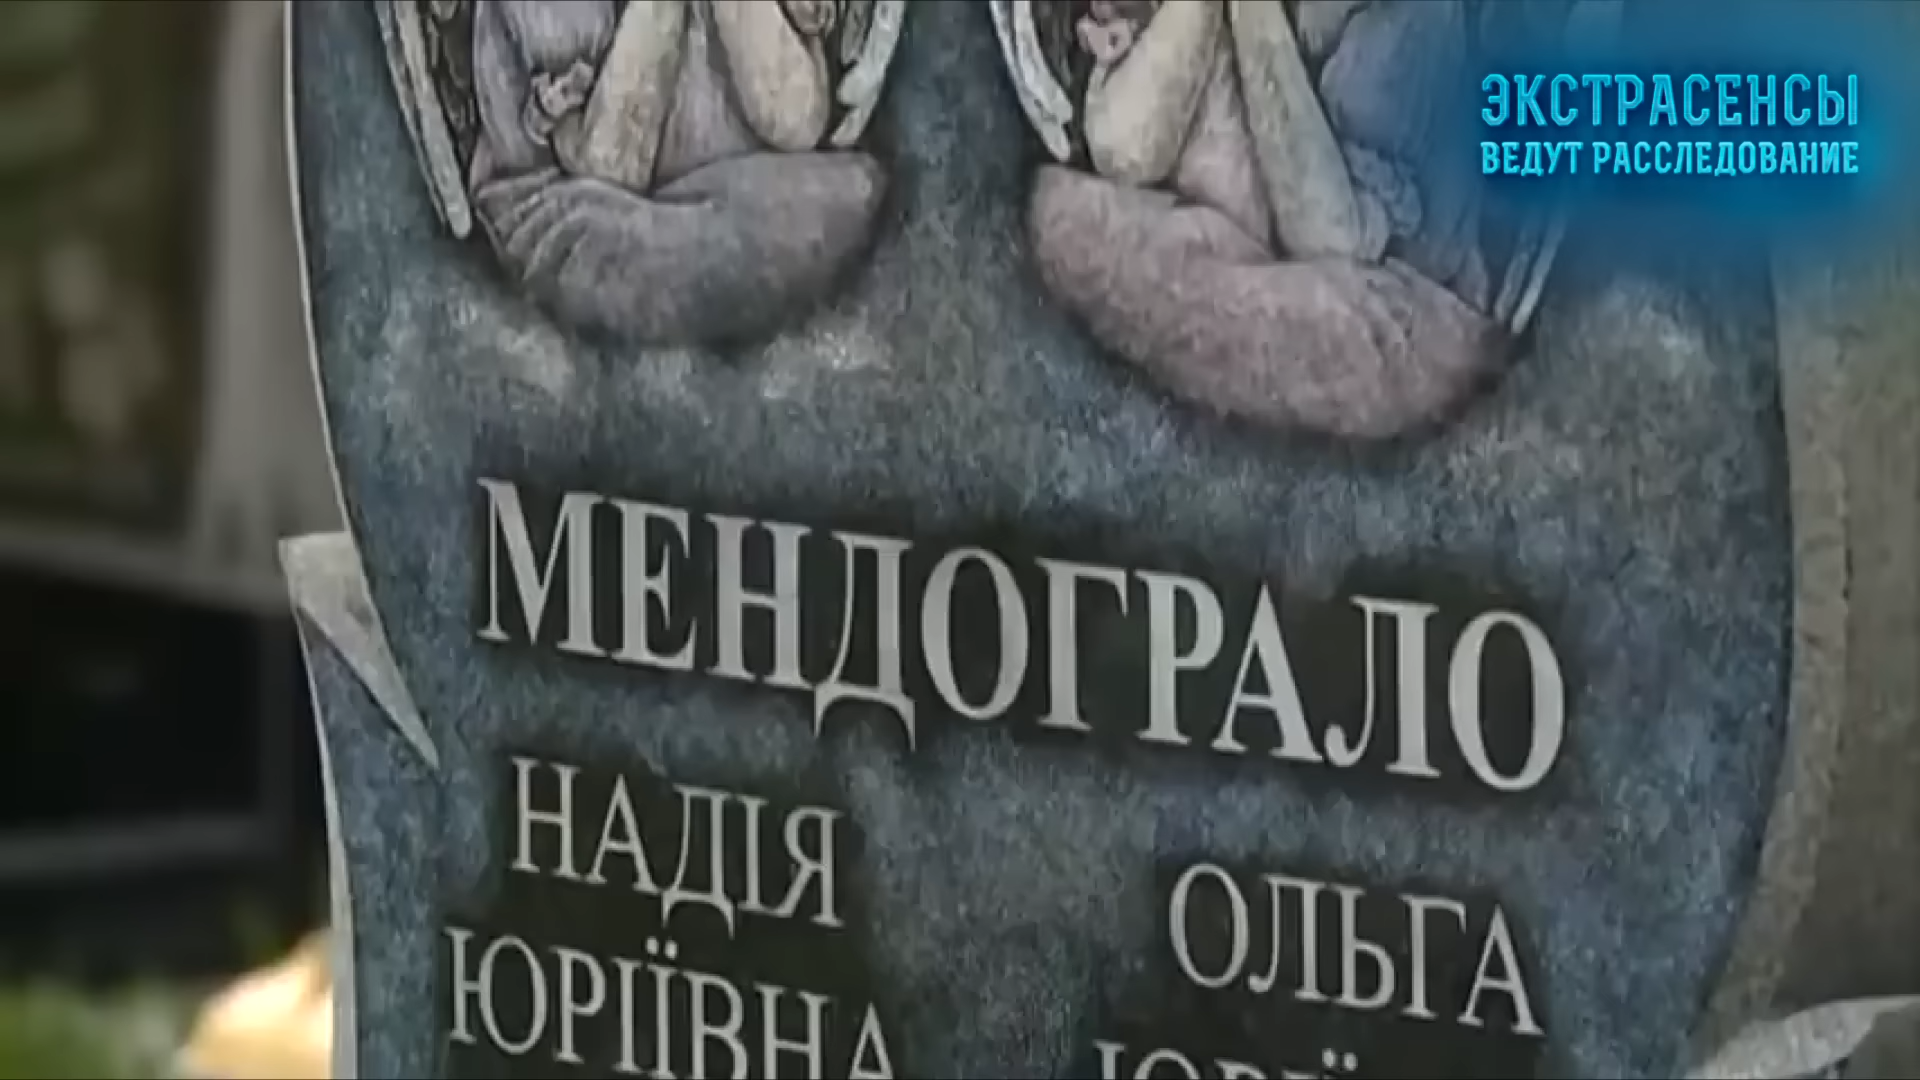 ЭКСТРАСЕНСЫ
ВЕДУТ РАССЛЕДОВАНИЕ
МЕНДОГРАЛО
НАДІЯ
ЮРІЇВНА
ОЛЬГА